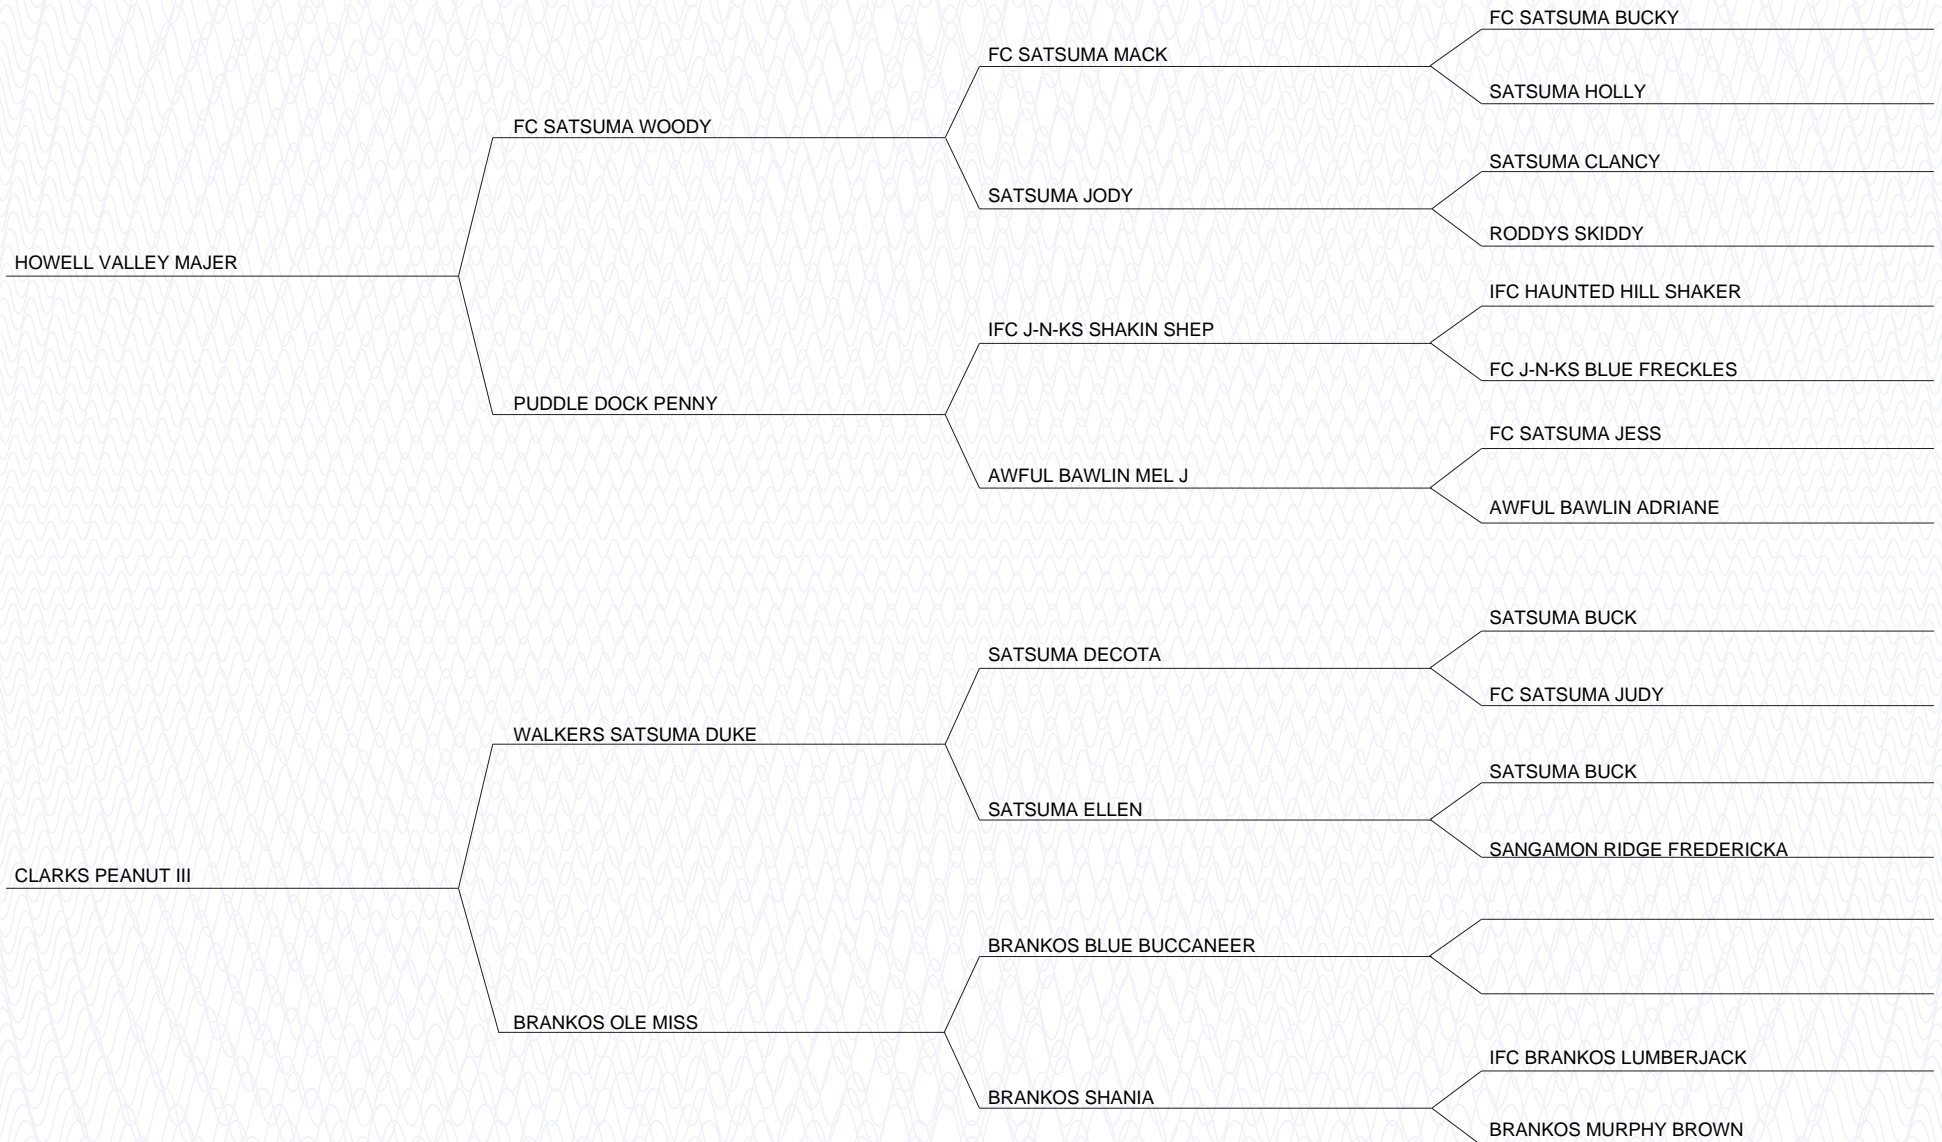 FC SATSUMA BUCKY
FC SATSUMA MACK
SATSUMA HOLLY
FC SATSUMA WOODY
SATSUMA CLANCY
SATSUMA JODY
RODDYS SKIDDY
HOWELL VALLEY MAJER
IFC HAUNTED HILL SHAKER
IFC J-N-KS SHAKIN SHEP
FC J-N-KS BLUE FRECKLES
PUDDLE DOCK PENNY
FC SATSUMA JESS
AWFUL BAWLIN MEL J
AWFUL BAWLIN ADRIANE
SATSUMA BUCK
SATSUMA DECOTA
FC SATSUMA JUDY
WALKERS SATSUMA DUKE
SATSUMA BUCK
SATSUMA ELLEN
SANGAMON RIDGE FREDERICKA
CLARKS PEANUT III
BRANKOS BLUE BUCCANEER
BRANKOS OLE MISS
IFC BRANKOS LUMBERJACK
BRANKOS SHANIA
BRANKOS MURPHY BROWN